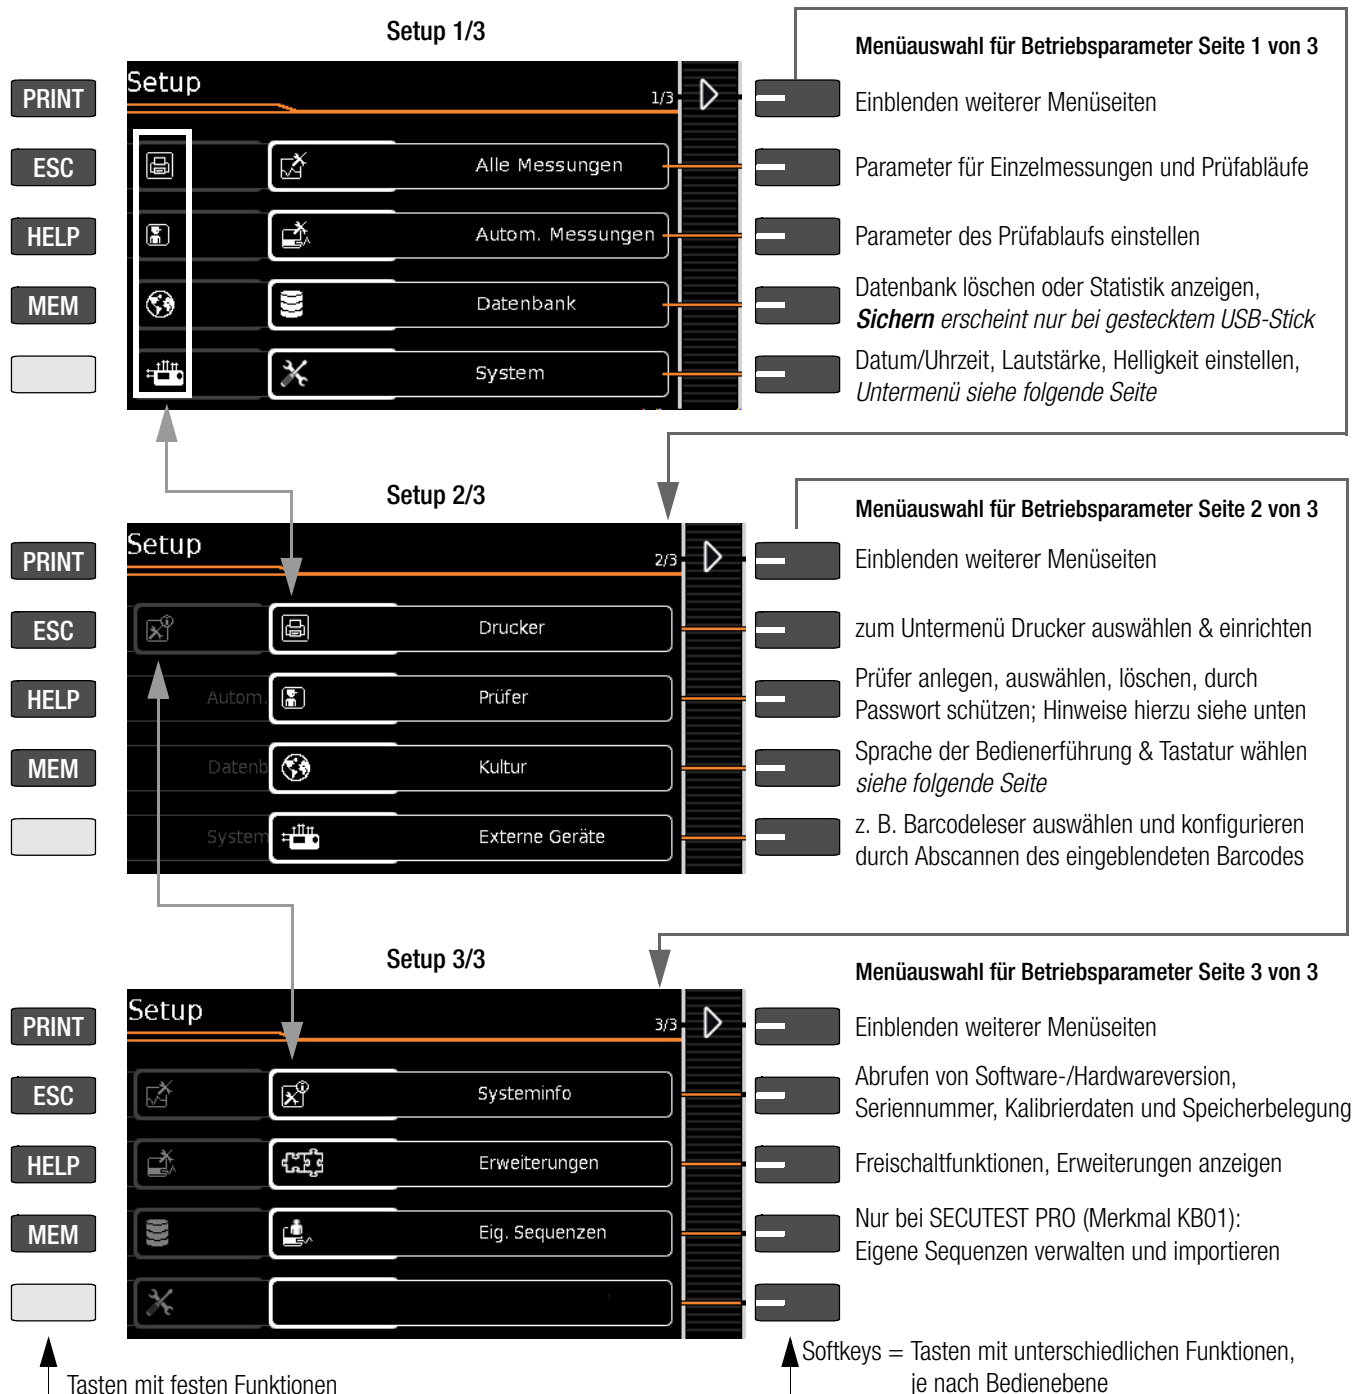 Setup 1/3
Menüauswahl für Betriebsparameter Seite 1 von 3
Setup
1/3
PRINT
Einblenden weiterer Menüseiten
ESC
Alle Messungen
Parameter für Einzelmessungen und Prüfabläufe
HELP
Autom. Messungen
Parameter des Prüfablaufs einstellen
MEM
Datenbank
Datenbank löschen oder Statistik anzeigen,
Sichern erscheint nur bei gestecktem USB-Stick
System
Datum/Uhrzeit, Lautstärke, Helligkeit einstellen,
Untermenü siehe folgende Seite
Setup 2/3
Menüauswahl für Betriebsparameter Seite 2 von 3
Setup
2/3
PRINT
Einblenden weiterer Menüseiten
ESC
Drucker
zum Untermenü Drucker auswählen & einrichten
HELP
Autom.
Prüfer
Prüfer anlegen, auswählen, löschen, durch
Passwort schützen; Hinweise hierzu siehe unten
MEM
Datenb
Kultur
Sprache der Bedienerführung & Tastatur wählen
siehe folgende Seite
System
Externe Geräte
z. B. Barcodeleser auswählen und konfigurieren
durch Abscannen des eingeblendeten Barcodes
Setup 3/3
Menüauswahl für Betriebsparameter Seite 3 von 3
Setup
3/3
PRINT
Einblenden weiterer Menüseiten
ESC
Systeminfo
Abrufen von Software-/Hardwareversion,
Seriennummer, Kalibrierdaten und Speicherbelegung
HELP
Erweiterungen
Freischaltfunktionen, Erweiterungen anzeigen
MEM
Eig. Sequenzen
Nur bei SECUTEST PRO (Merkmal KB01):
Eigene Sequenzen verwalten und importieren
Softkeys = Tasten mit unterschiedlichen Funktionen,
je nach Bedienebene
Tasten mit festen Funktionen